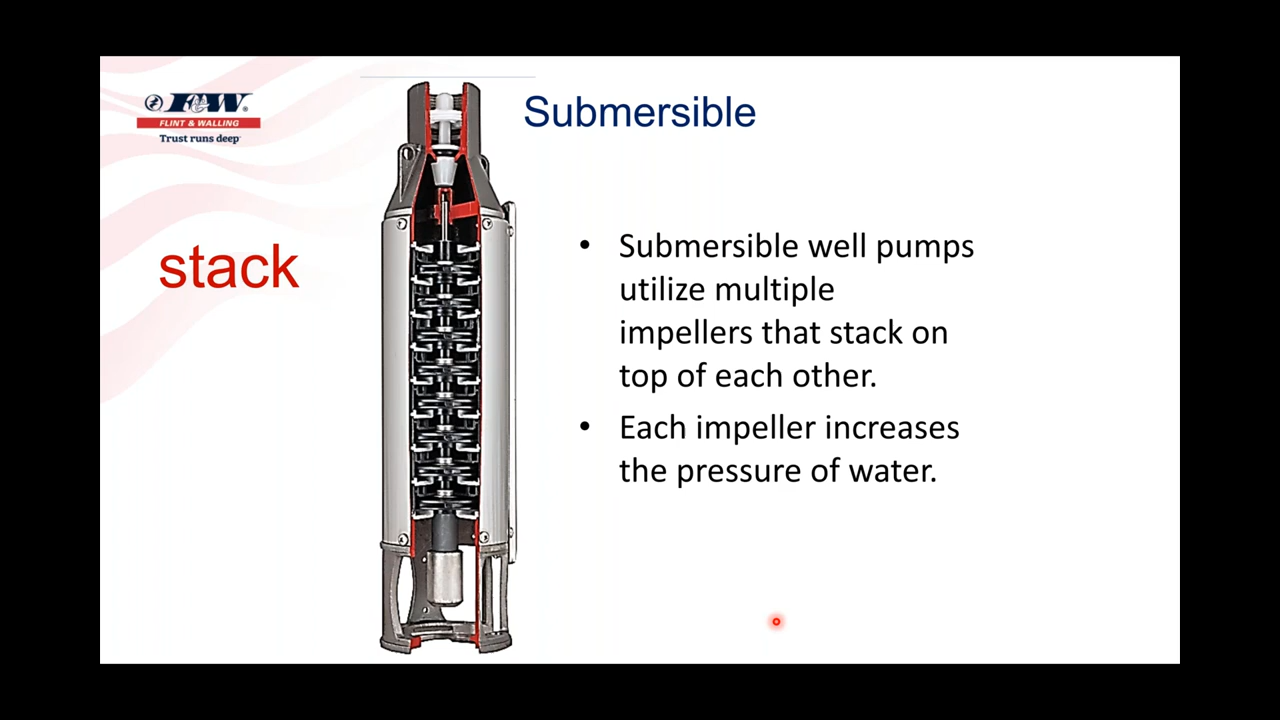 F&W.
FLINT & WALLING
Trust runs deep
Submersible
stack
• Submersible well pumps
utilize multiple
impellers that stack on
top of each other.
• Each impeller increases
the pressure of water.